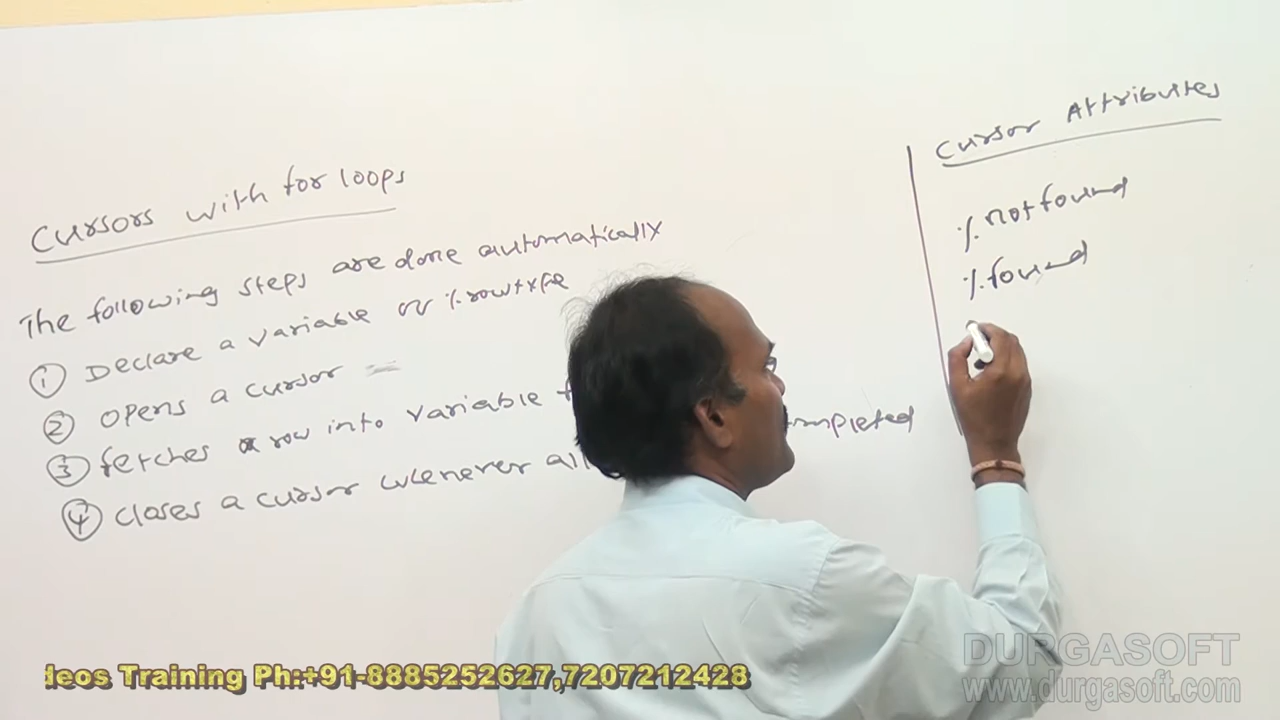 Cursors with for loops
The following steps are done automatically
① Declare a variable or %rowtype
② opens a cursor
③ fetches a row into variable
④ closes a cursor whenever all completed
Cursor Attributes
%notfound
%found
deos Training Ph:+91-8885252627,7207212428
DURGASOFT
www.durgasoft.com